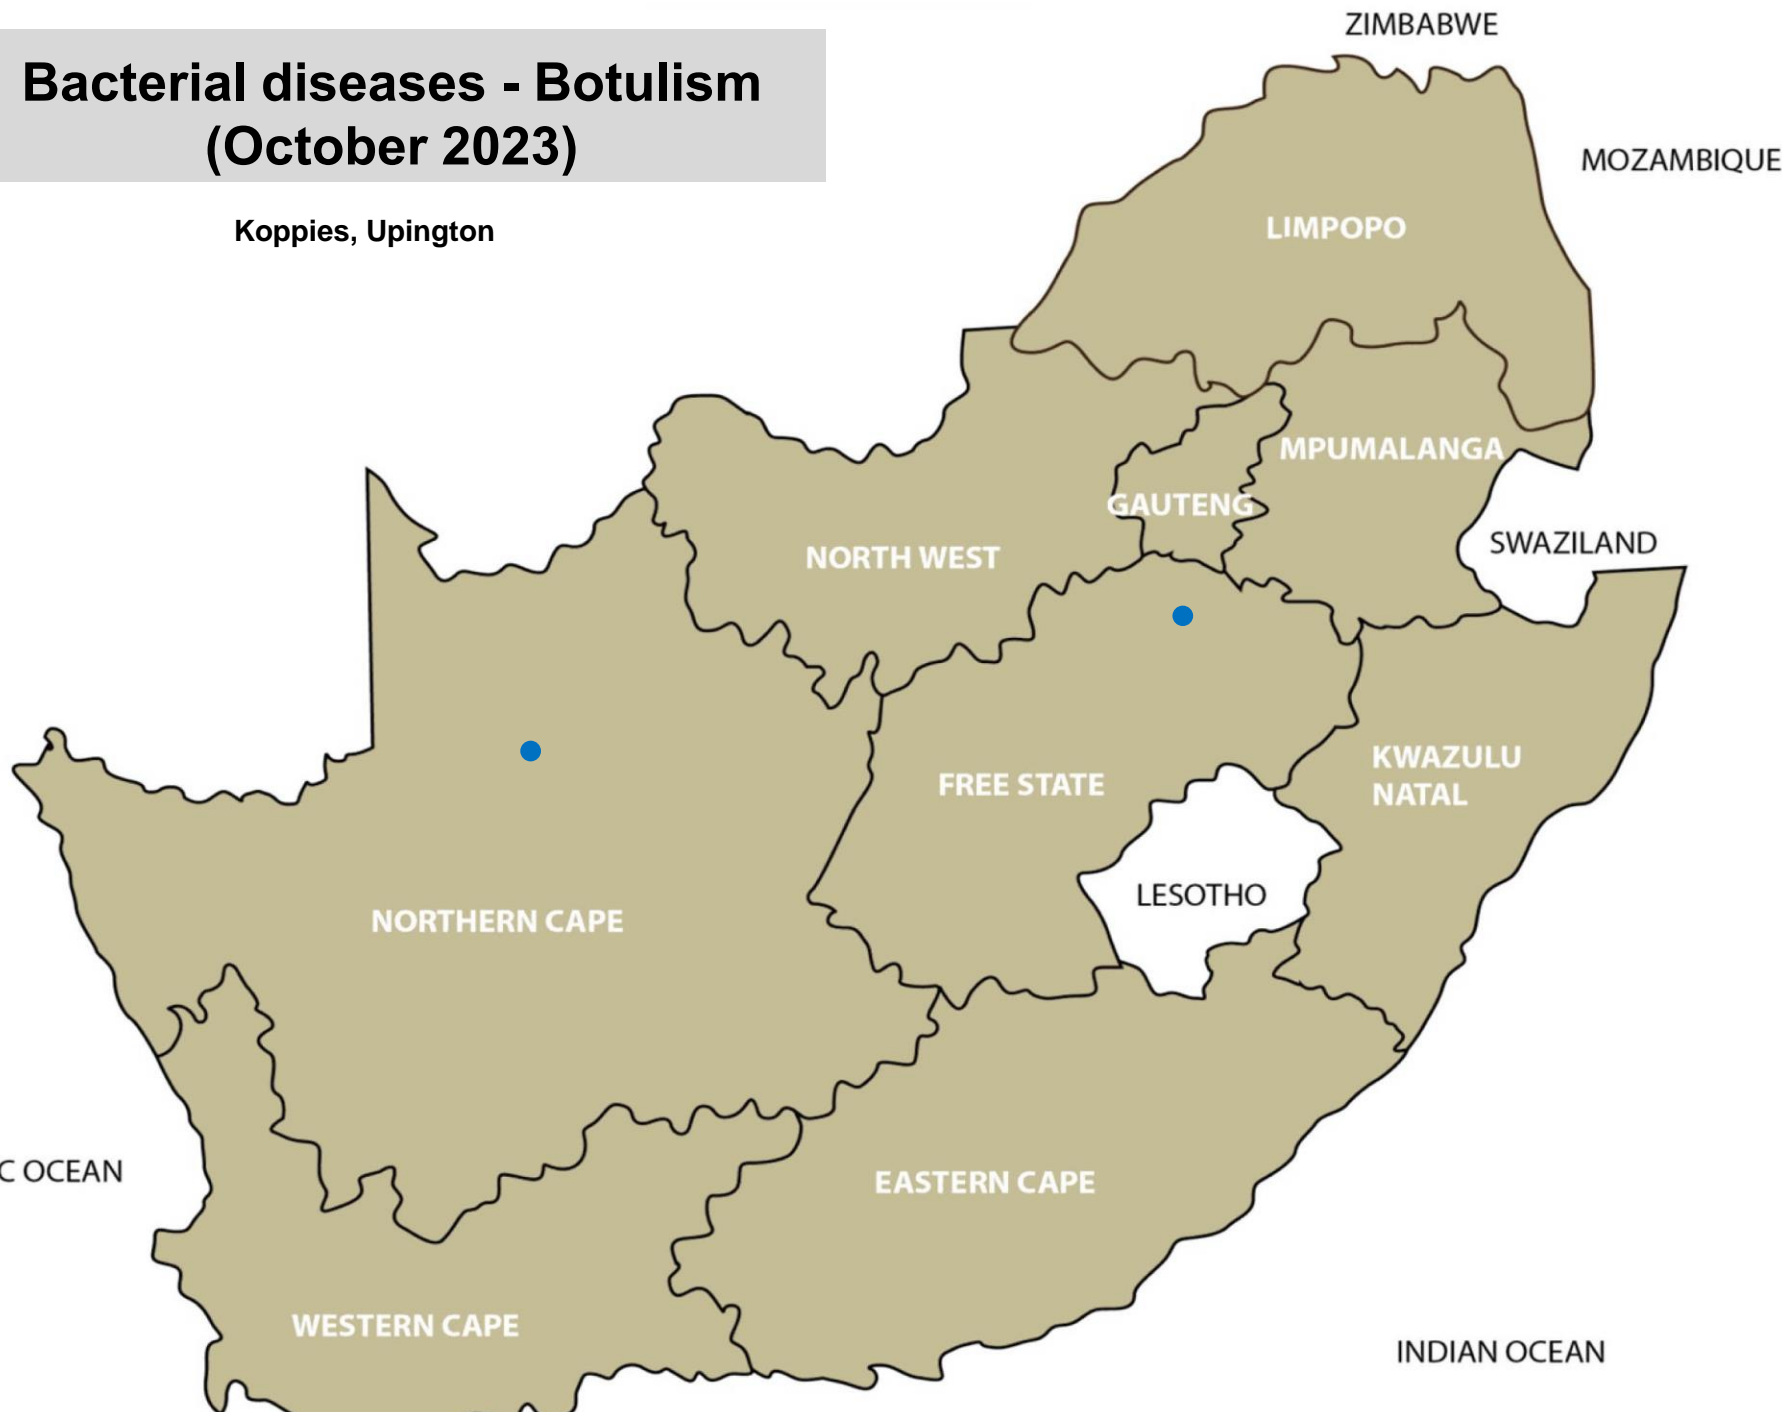 ZIMBABWE
Bacterial diseases - Botulism
(October 2023)
MOZAMBIQUE
Koppies, Upington
LIMPOPO
MPUMALANGA
GAUTENG
NORTH WEST
SWAZILAND
KWAZULU
NATAL
FREE STATE
LESOTHO
NORTHERN CAPE
C OCEAN
EASTERN CAPE
WESTERN CAPE
INDIAN OCEAN